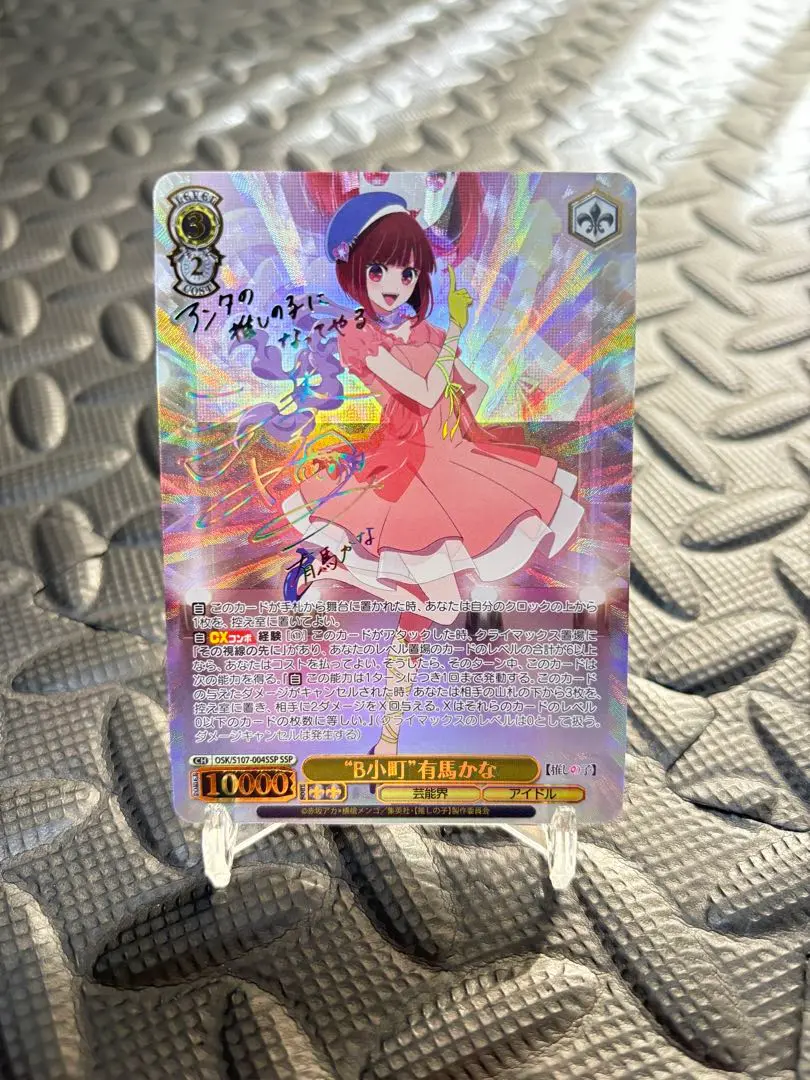 LEVEL
3
2
COST
アンタの
推しの子に
なってやる
有馬かな
自 このカードが手札から舞台に置かれた時、あなたは自分のクロックの上から
1枚を、控え室に置いてよい。
自 CXコンボ 経験 [①] このカードがアタックした時、クライマックス置場に
「その視線の先に」があり、あなたのレベル置場のカードのレベルの合計が6以上
なら、あなたはコストを払ってよい。そうしたら、そのターン中、このカードは
次の能力を得る。『自 この能力は1ターンにつき1回まで発動する。このカード
の与えたダメージがキャンセルされた時、あなたは相手の山札の下から3枚を、
控え室に置き、相手に2ダメージをX回与える。Xはそれらのカードのレベル
0以下のカードの枚数に等しい。』(クライマックスのレベルは0として扱う。
ダメージキャンセルは発生する)
CH OSK/S107-004SSP SSP
"B小町"有馬かな
【推しの子】
POWER 10000 SOUL
芸能界 アイドル
©赤坂アカ×横槍メンゴ/集英社・【推しの子】製作委員会